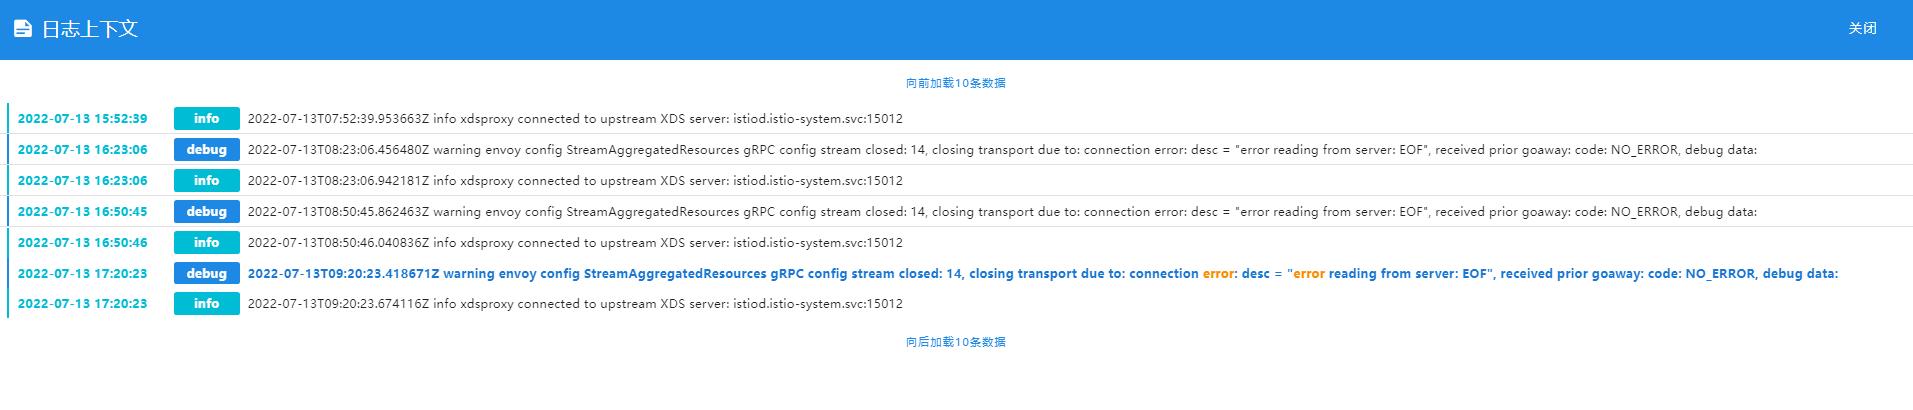 日志上下文 关闭
向前加载10条数据
2022-07-13 15:52:39 info 2022-07-13T07:52:39.953663Z info xdsproxy connected to upstream XDS server: istiod.istio-system.svc:15012
2022-07-13 16:23:06 debug 2022-07-13T08:23:06.456480Z warning envoy config StreamAggregatedResources gRPC config stream closed: 14, closing transport due to: connection error: desc = "error reading from server: EOF", received prior goaway: code: NO_ERROR, debug data:
2022-07-13 16:23:06 info 2022-07-13T08:23:06.942181Z info xdsproxy connected to upstream XDS server: istiod.istio-system.svc:15012
2022-07-13 16:50:45 debug 2022-07-13T08:50:45.862463Z warning envoy config StreamAggregatedResources gRPC config stream closed: 14, closing transport due to: connection error: desc = "error reading from server: EOF", received prior goaway: code: NO_ERROR, debug data:
2022-07-13 16:50:46 info 2022-07-13T08:50:46.040836Z info xdsproxy connected to upstream XDS server: istiod.istio-system.svc:15012
2022-07-13 17:20:23 debug 2022-07-13T09:20:23.418671Z warning envoy config StreamAggregatedResources gRPC config stream closed: 14, closing transport due to: connection error: desc = "error reading from server: EOF", received prior goaway: code: NO_ERROR, debug data:
2022-07-13 17:20:23 info 2022-07-13T09:20:23.674116Z info xdsproxy connected to upstream XDS server: istiod.istio-system.svc:15012
向后加载10条数据